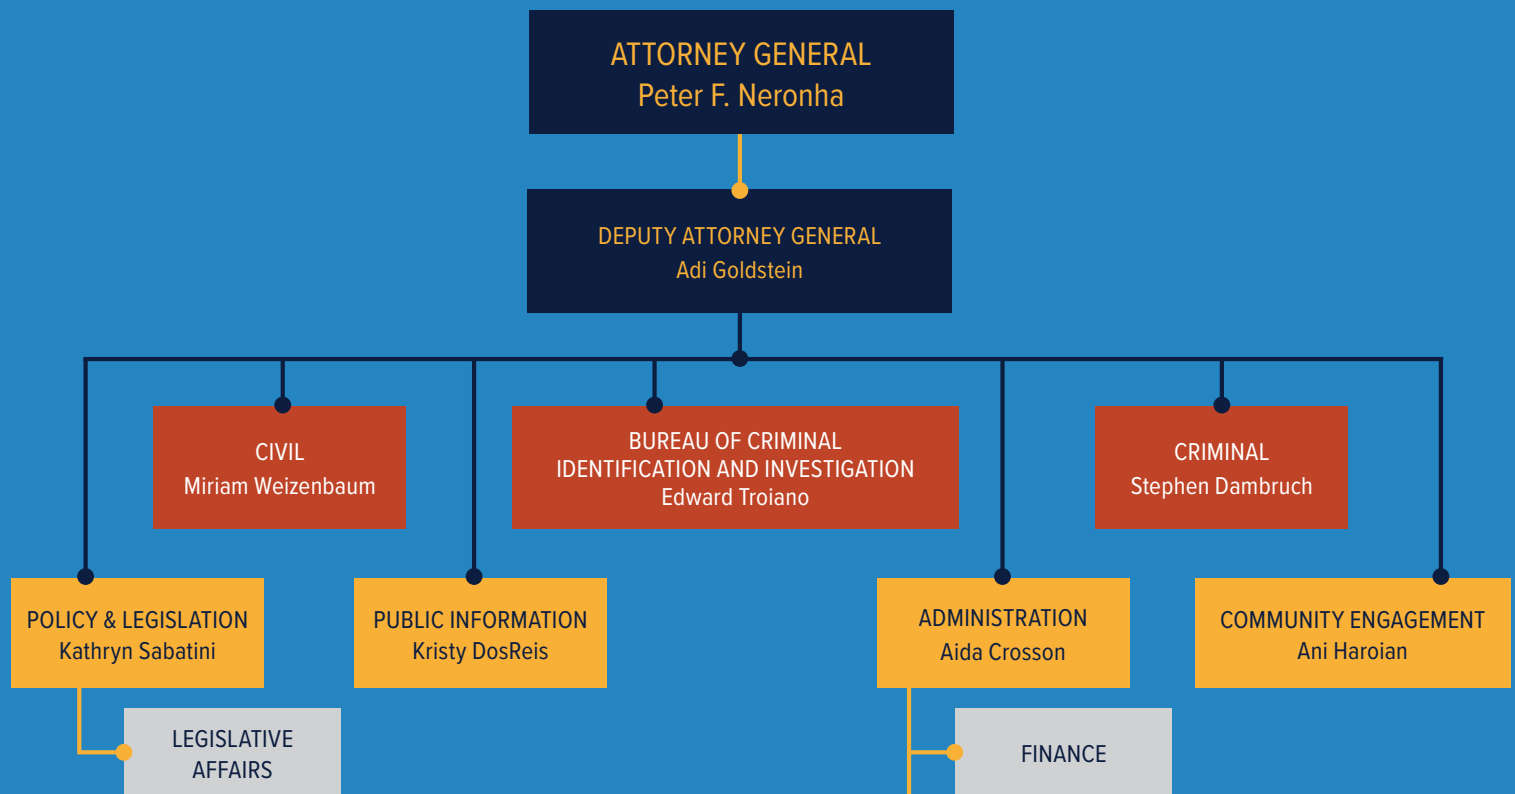 ATTORNEY GENERAL
Peter F. Neronha
DEPUTY ATTORNEY GENERAL
Adi Goldstein
CIVIL
Miriam Weizenbaum
BUREAU OF CRIMINAL
IDENTIFICATION AND INVESTIGATION
Edward Troiano
CRIMINAL
Stephen Dambruch
POLICY & LEGISLATION
Kathryn Sabatini
PUBLIC INFORMATION
Kristy DosReis
ADMINISTRATION
Aida Crosson
COMMUNITY ENGAGEMENT
Ani Haroian
LEGISLATIVE
AFFAIRS
FINANCE